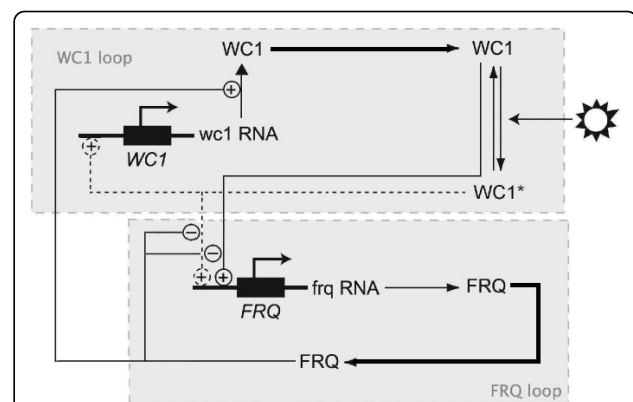 WC1 loop
WC1
WC1
+
wc1 RNA
WC1
+
WC1*
−
−
+
+
FRQ
frq RNA
FRQ
FRQ
FRQ loop